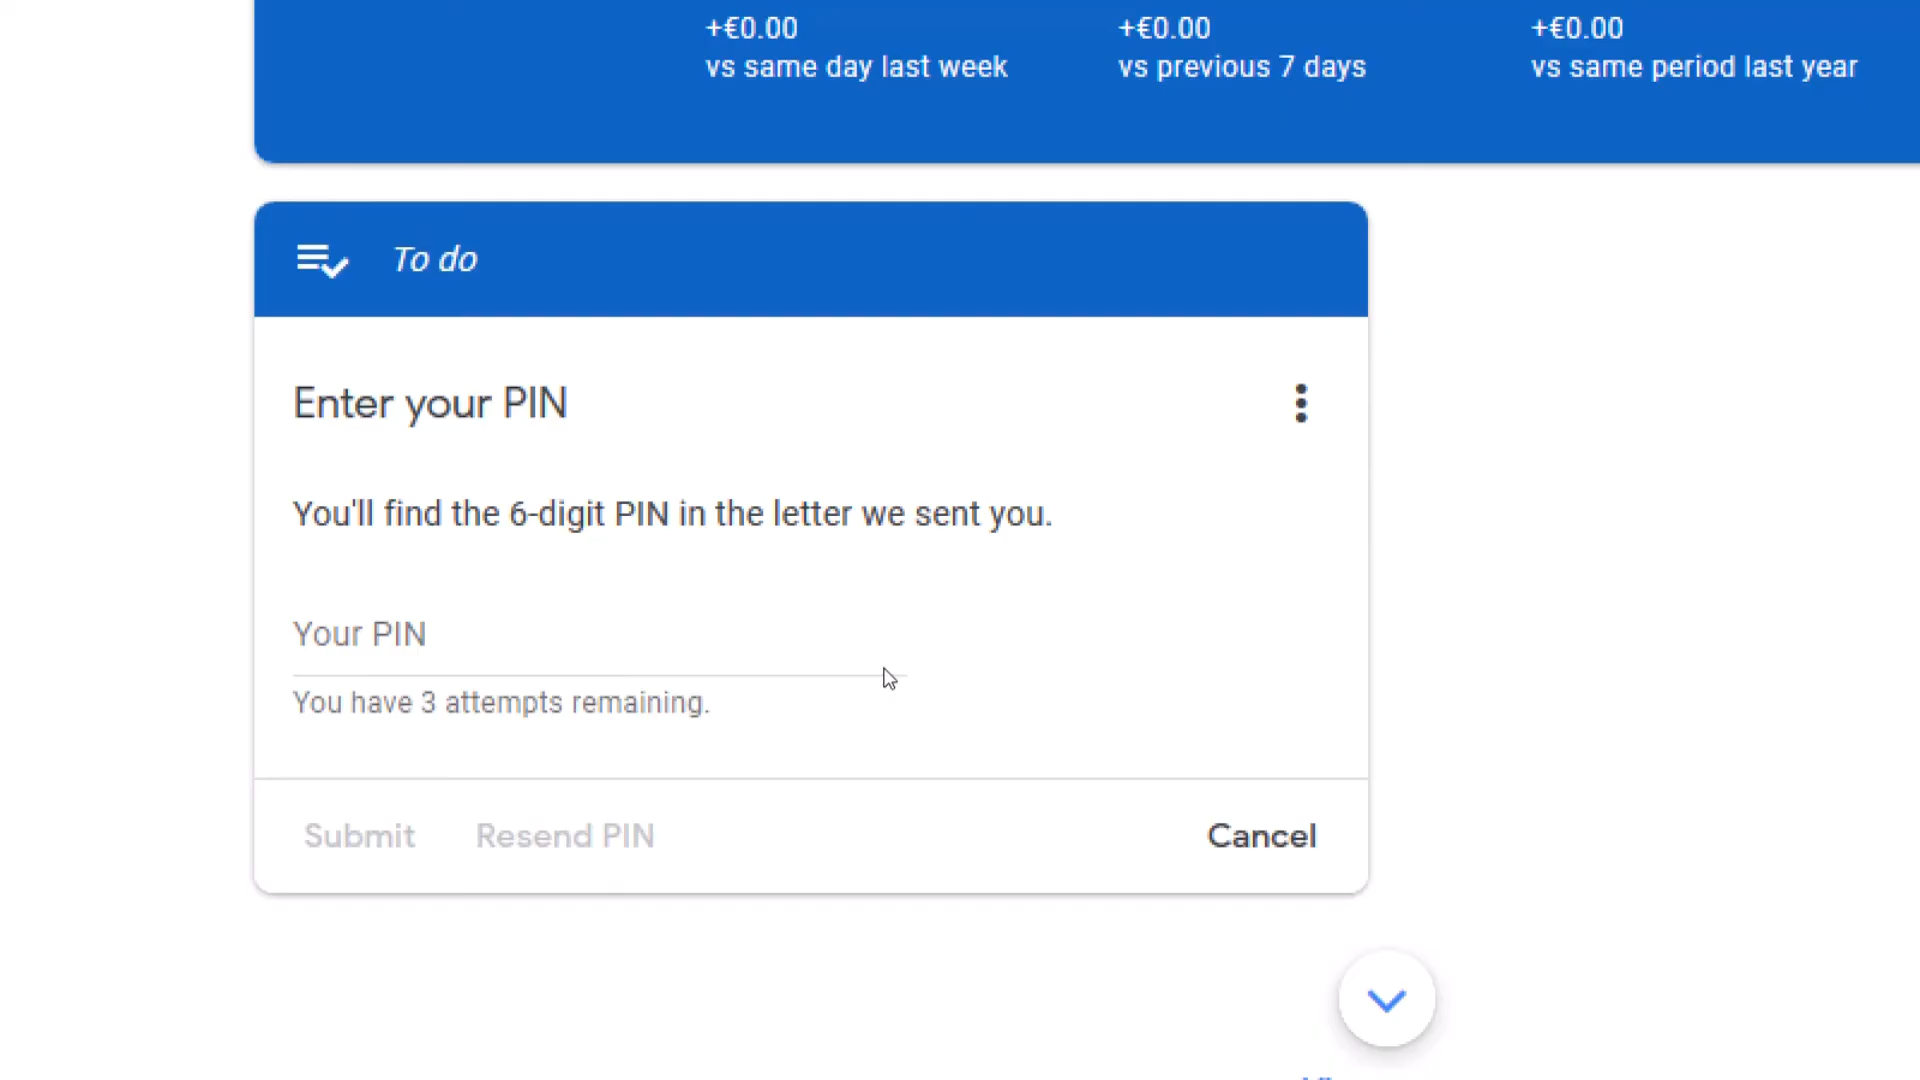 +€0.00 +€0.00 +€0.00
vs same day last week vs previous 7 days vs same period last year
To do
Enter your PIN
You'll find the 6-digit PIN in the letter we sent you.
Your PIN
You have 3 attempts remaining.
Submit Resend PIN Cancel